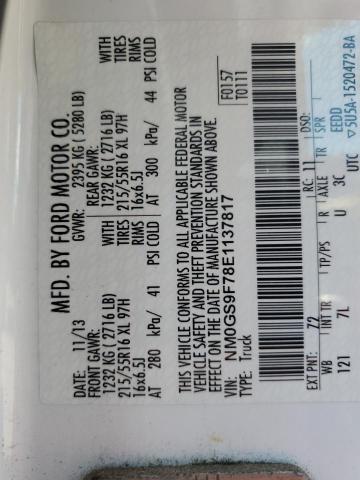 MFD. BY FORD MOTOR CO.
DATE: 11/13 GVWR: 2395 KG ( 5280 LB)
FRONT GAWR: REAR GAWR: WITH
1232 KG ( 2716 LB) 1232 KG ( 2716 LB) TIRES
215/55R16 XL 97H 215/55R16 XL 97H RIMS
16x6.5J 16x6.5J PSI COLD
AT 280 kPa/ 41 PSI COLD AT 300 kPa/ 44
WITH
TIRES
RIMS
THIS VEHICLE CONFORMS TO ALL APPLICABLE FEDERAL MOTOR
VEHICLE SAFETY AND THEFT PREVENTION STANDARDS IN
EFFECT ON THE DATE OF MANUFACTURE SHOWN ABOVE.
F0157
T0111
VIN: NM0GS9F78E1137817
TYPE: Truck
EXT PNT: Z2 RC: 11 DSO:
WB INT TR TP/PS R AXLE TR SPR
121 7L U 3C EEDD
UTC 5U5A-1520472-BA